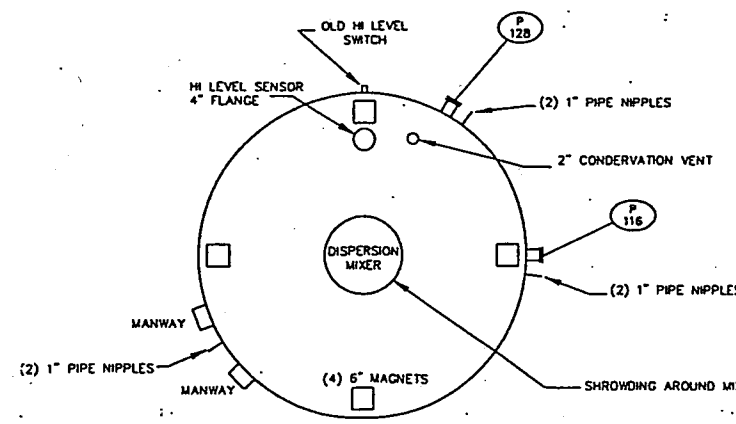 OLD HI LEVEL
SWITCH
P
128
HI LEVEL SENSOR
4" FLANGE
(2) 1" PIPE NIPPLES
2" CONDERVATION VENT
P
116
DISPERSION
MIXER
(2) 1" PIPE NIPPLES
MANWAY
(2) 1" PIPE NIPPLES
MANWAY
(4) 6" MAGNETS
SHROWDING AROUND MI